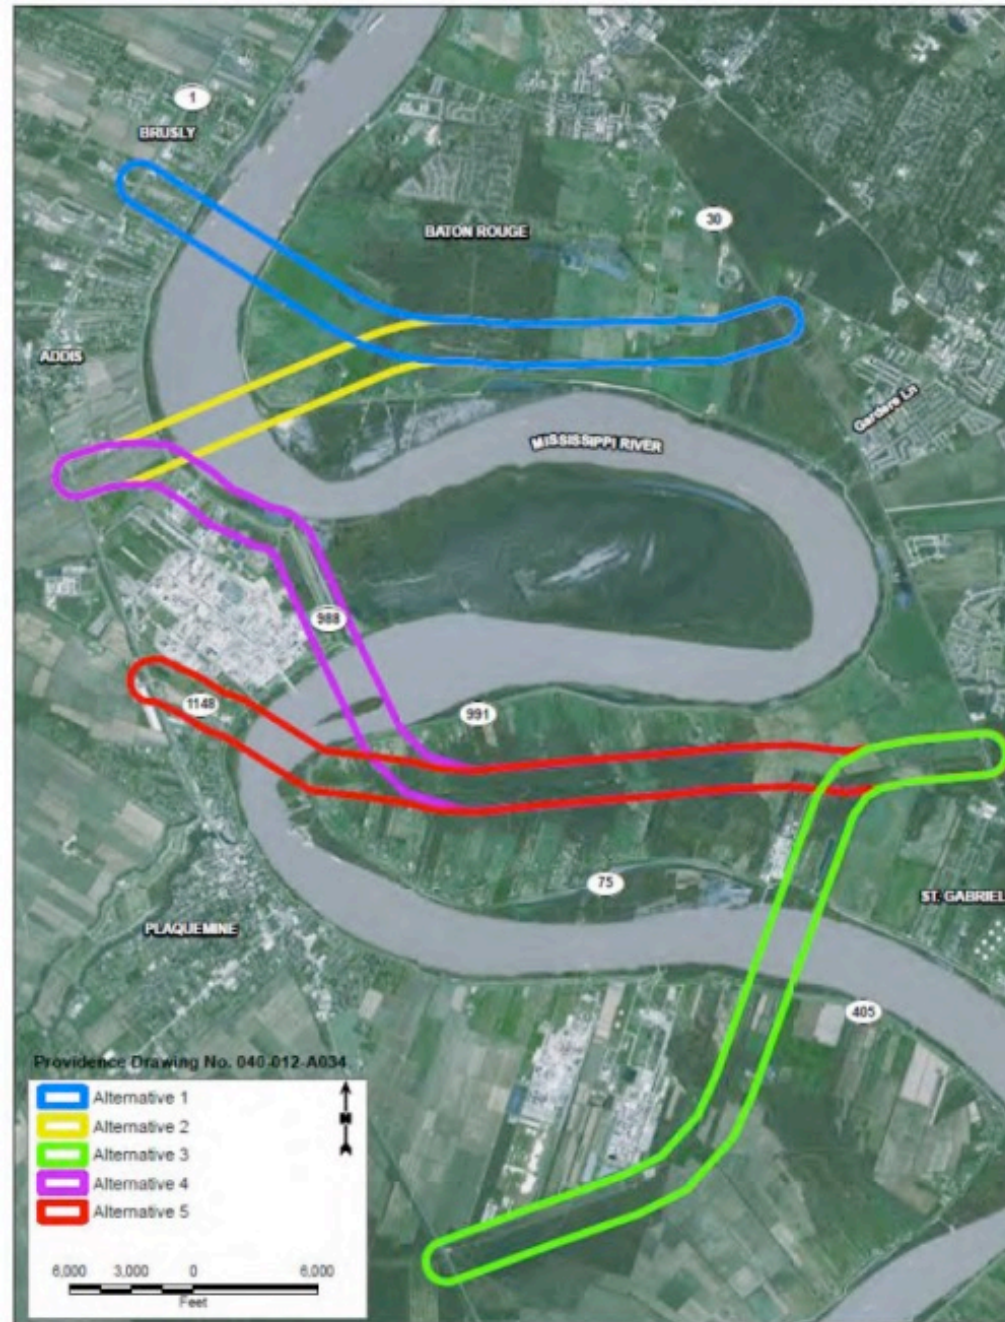 1
BRUSLY
30
BATON ROUGE
ADDIS
Gardere Ln
MISSISSIPPI RIVER
988
1148
991
75
ST. GABRIEL
PLAQUEMINE
405
Providence Drawing No. 040-012-A034
Alternative 1
Alternative 2
Alternative 3
Alternative 4
Alternative 5
N
6,000 3,000 0 6,000
Feet